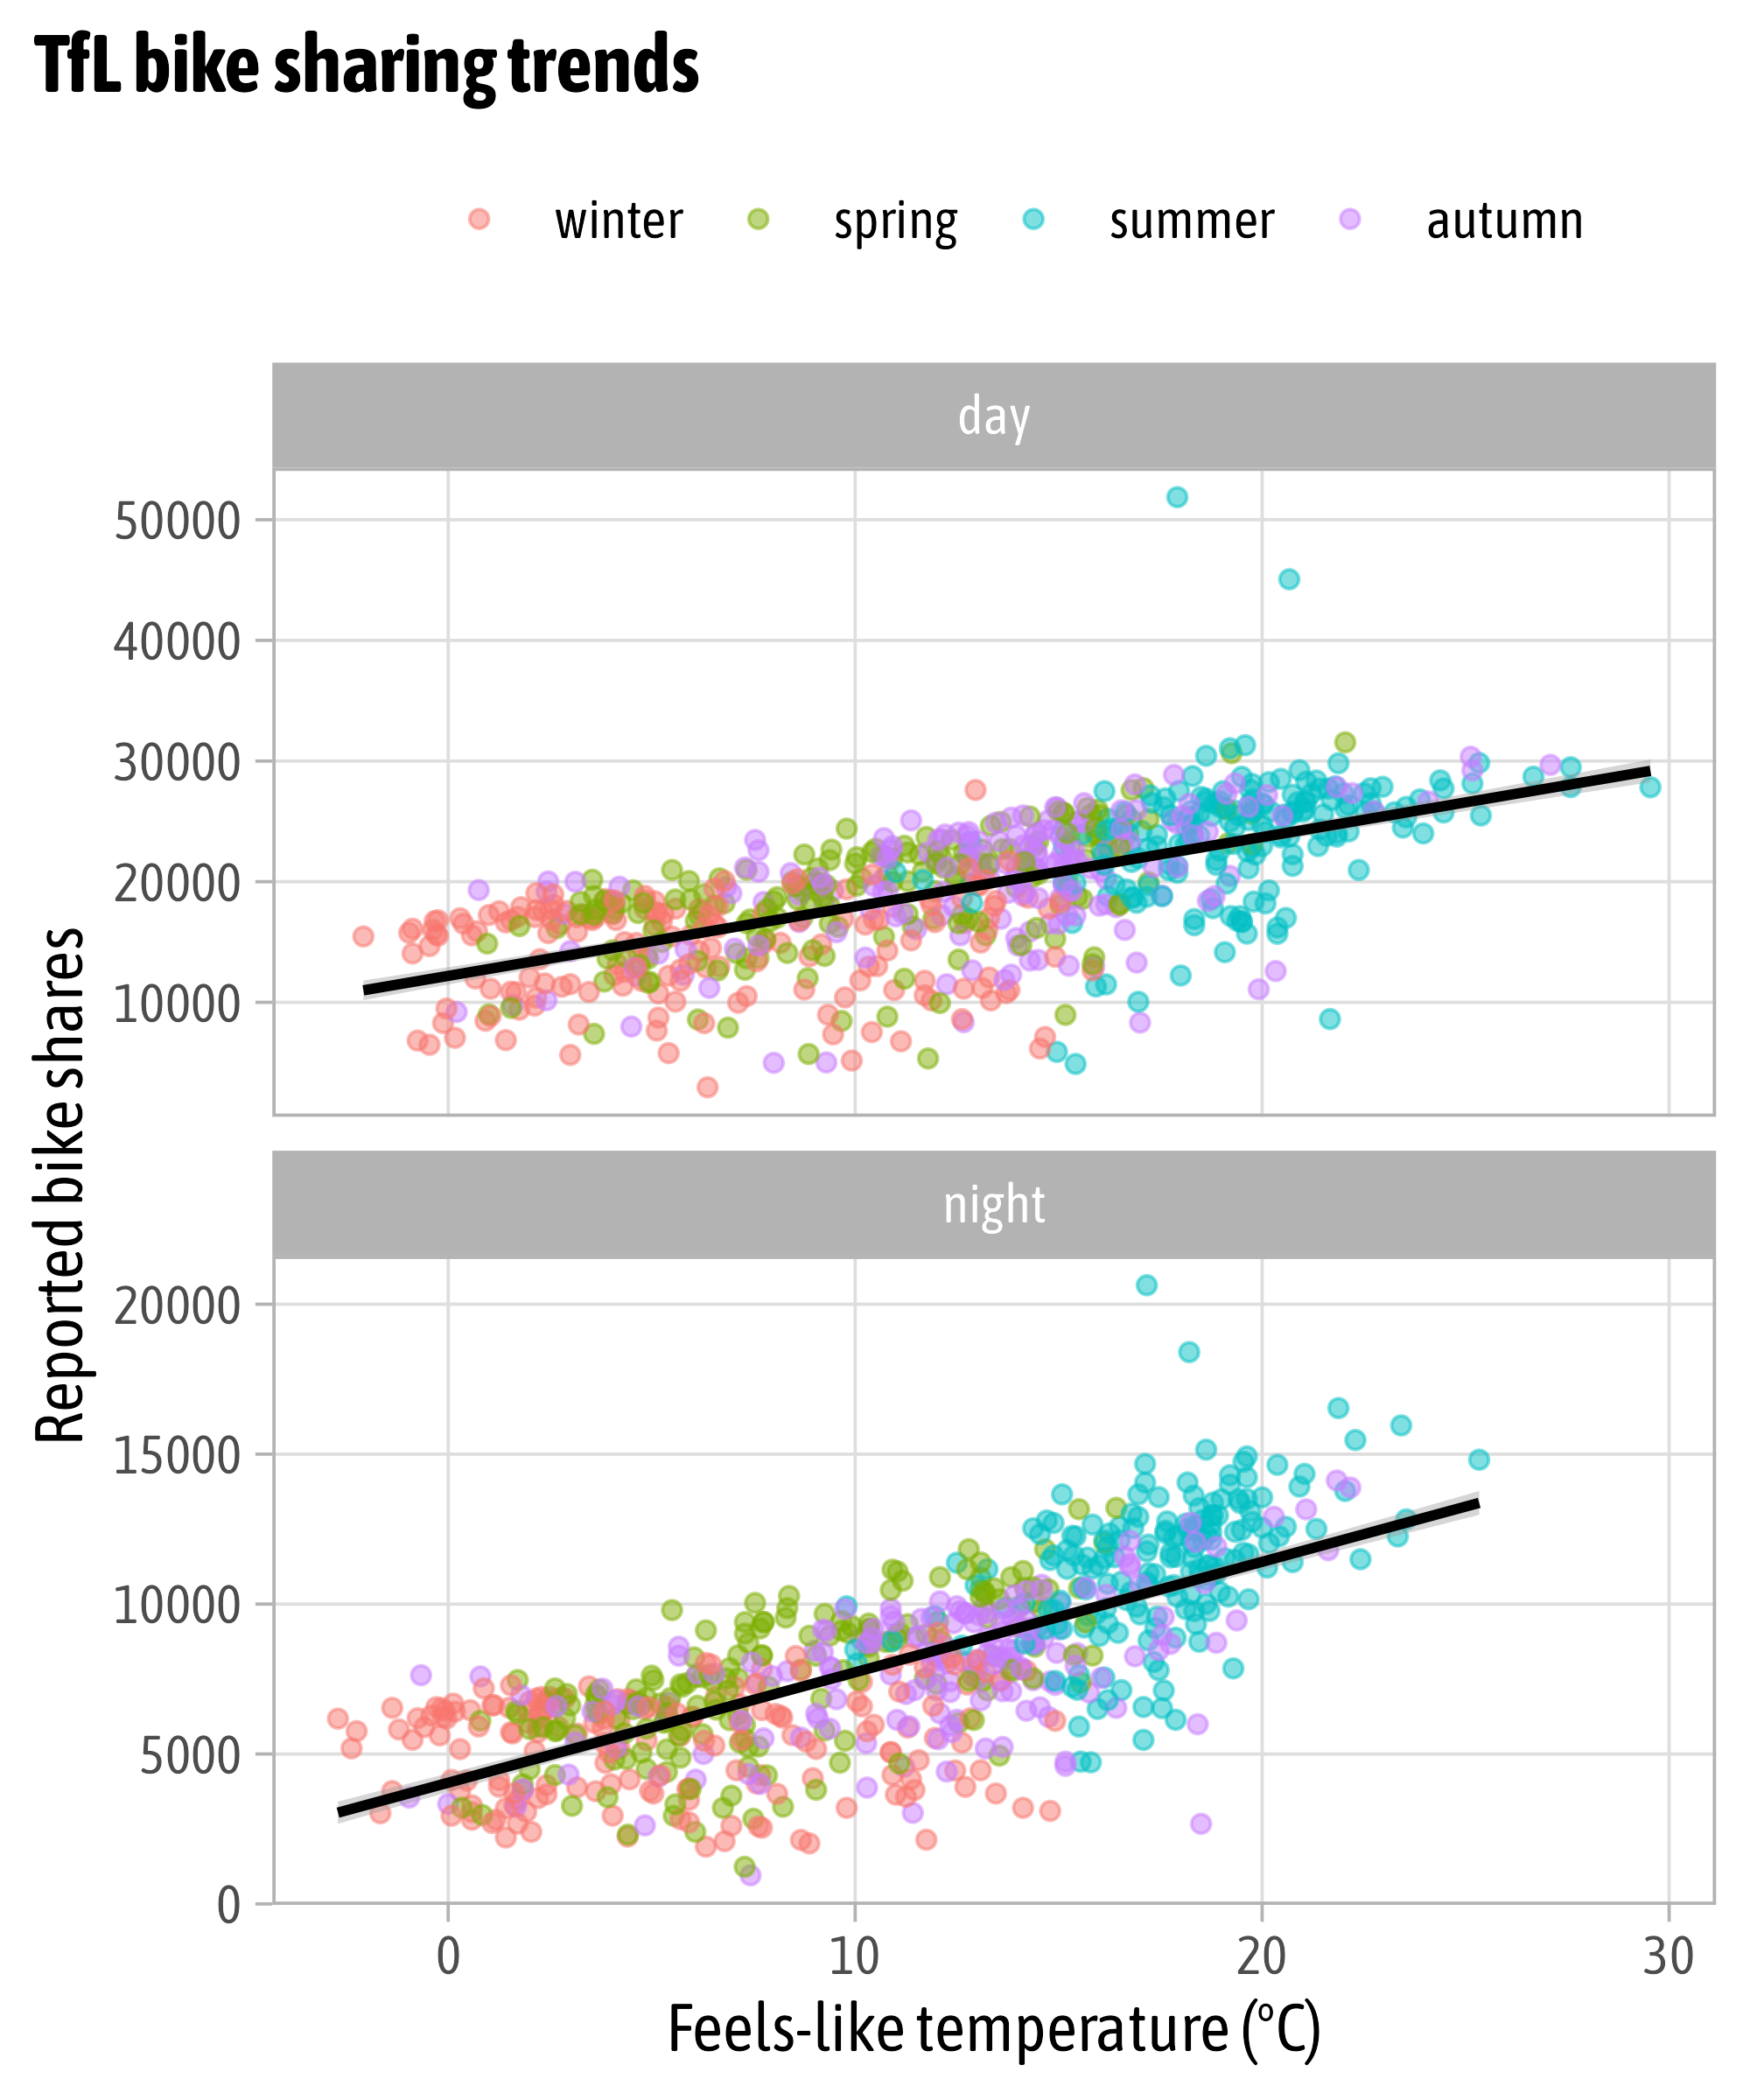 TfL bike sharing trends
winter spring summer autumn
day
50000
40000
30000
20000
10000
Reported bike shares
night
20000
15000
10000
5000
0
0 10 20 30
Feels-like temperature (°C)